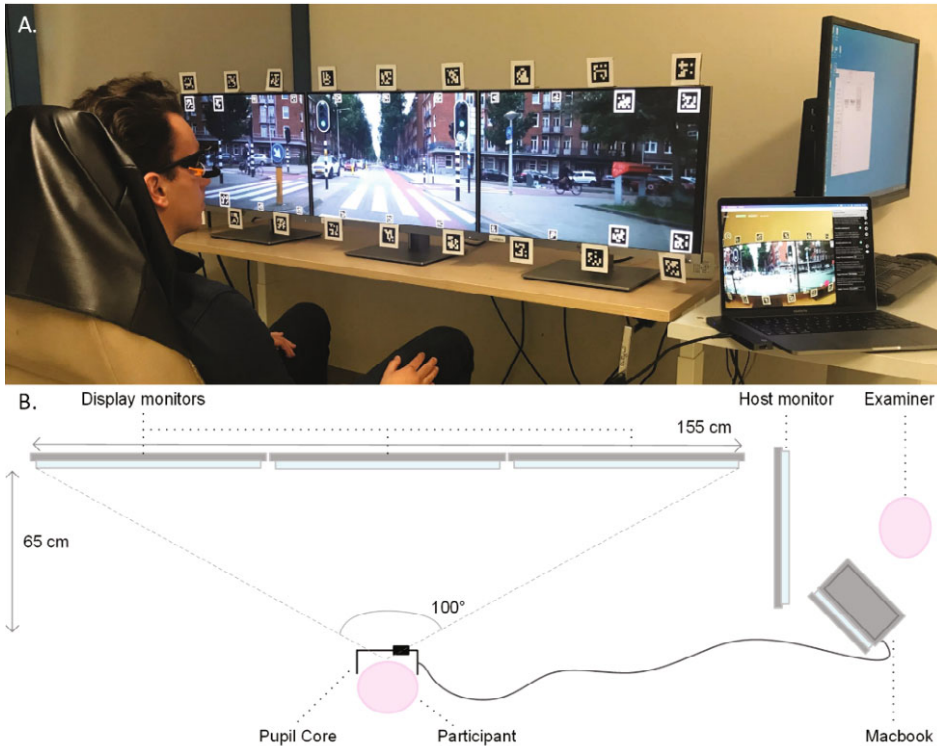 A.
B.
Display monitors
Host monitor
Examiner
155 cm
65 cm
100°
Pupil Core
Participant
Macbook